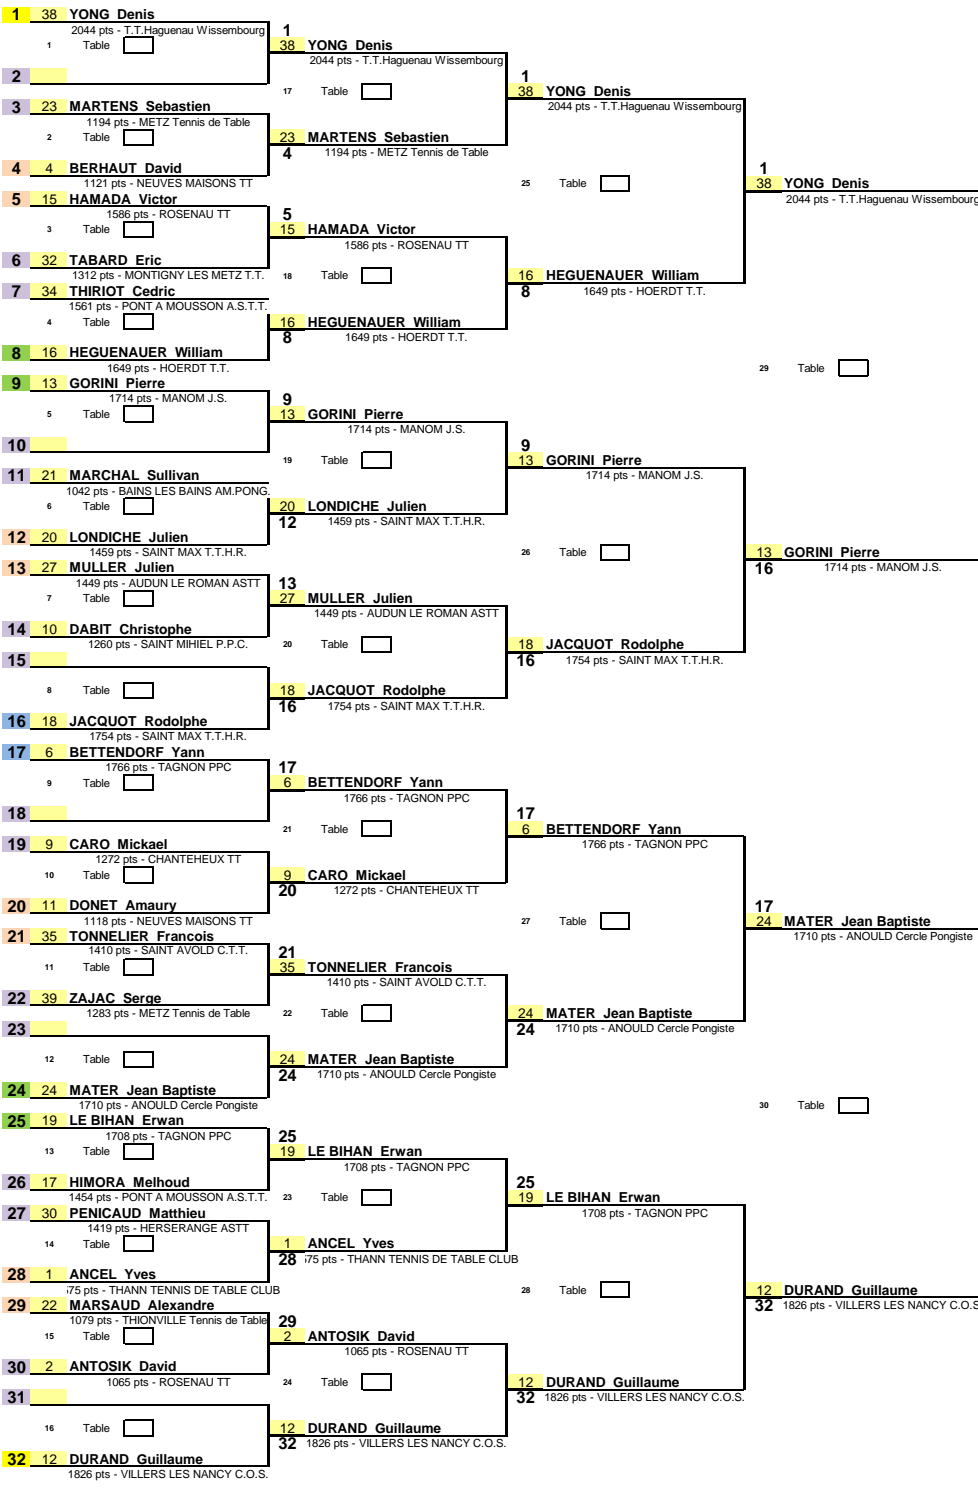 1 38 YONG Denis
2044 pts - T.T.Haguenau Wissembourg
1 Table
2
3 23 MARTENS Sebastien
1194 pts - METZ Tennis de Table
2 Table
4 4 BERHAUT David
1121 pts - NEUVES MAISONS TT
5 15 HAMADA Victor
1586 pts - ROSENAU TT
3 Table
6 32 TABARD Eric
1312 pts - MONTIGNY LES METZ T.T.
7 34 THIRIOT Cedric
1561 pts - PONT A MOUSSON A.S.T.T.
4 Table
8 16 HEGUENAUER William
1649 pts - HOERDT T.T.
9 13 GORINI Pierre
1714 pts - MANOM J.S.
5 Table
10
11 21 MARCHAL Sullivan
1042 pts - BAINS LES BAINS AM.PONG.
6 Table
12 20 LONDICHE Julien
1459 pts - SAINT MAX T.T.H.R.
13 27 MULLER Julien
1449 pts - AUDUN LE ROMAN ASTT
7 Table
14 10 DABIT Christophe
1260 pts - SAINT MIHIEL P.P.C.
15
8 Table
16 18 JACQUOT Rodolphe
1754 pts - SAINT MAX T.T.H.R.
17 6 BETTENDORF Yann
1766 pts - TAGNON PPC
9 Table
18
19 9 CARO Mickael
1272 pts - CHANTEHEUX TT
10 Table
20 11 DONET Amaury
1118 pts - NEUVES MAISONS TT
21 35 TONNELIER Francois
1410 pts - SAINT AVOLD C.T.T.
11 Table
22 39 ZAJAC Serge
1283 pts - METZ Tennis de Table
23
12 Table
24 24 MATER Jean Baptiste
1710 pts - ANOULD Cercle Pongiste
25 19 LE BIHAN Erwan
1708 pts - TAGNON PPC
13 Table
26 17 HIMORA Melhoud
1454 pts - PONT A MOUSSON A.S.T.T.
27 30 PENICAUD Matthieu
1419 pts - HERSERANGE ASTT
14 Table
28 1 ANCEL Yves
pts - THANN TENNIS DE TABLE CLUB
29 22 MARSAUD Alexandre
1079 pts - THIONVILLE Tennis de Table
15 Table
30 2 ANTOSIK David
1065 pts - ROSENAU TT
31
16 Table
32 12 DURAND Guillaume
1826 pts - VILLERS LES NANCY C.O.S.
1
38 YONG Denis
2044 pts - T.T.Haguenau Wissembourg
17 Table
23 MARTENS Sebastien
4 1194 pts - METZ Tennis de Table
5
15 HAMADA Victor
1586 pts - ROSENAU TT
18 Table
16 HEGUENAUER William
8 1649 pts - HOERDT T.T.
9
13 GORINI Pierre
1714 pts - MANOM J.S.
19 Table
20 LONDICHE Julien
12 1459 pts - SAINT MAX T.T.H.R.
13
27 MULLER Julien
1449 pts - AUDUN LE ROMAN ASTT
20 Table
18 JACQUOT Rodolphe
16 1754 pts - SAINT MAX T.T.H.R.
17
6 BETTENDORF Yann
1766 pts - TAGNON PPC
21 Table
9 CARO Mickael
20 1272 pts - CHANTEHEUX TT
21
35 TONNELIER Francois
1410 pts - SAINT AVOLD C.T.T.
22 Table
24 MATER Jean Baptiste
24 1710 pts - ANOULD Cercle Pongiste
25
19 LE BIHAN Erwan
1708 pts - TAGNON PPC
23 Table
1 ANCEL Yves
28 pts - THANN TENNIS DE TABLE CLUB
29
2 ANTOSIK David
1065 pts - ROSENAU TT
24 Table
12 DURAND Guillaume
32 1826 pts - VILLERS LES NANCY C.O.S.
1
38 YONG Denis
2044 pts - T.T.Haguenau Wissembourg
25 Table
16 HEGUENAUER William
8 1649 pts - HOERDT T.T.
9
13 GORINI Pierre
1714 pts - MANOM J.S.
26 Table
18 JACQUOT Rodolphe
16 1754 pts - SAINT MAX T.T.H.R.
17
6 BETTENDORF Yann
1766 pts - TAGNON PPC
27 Table
24 MATER Jean Baptiste
24 1710 pts - ANOULD Cercle Pongiste
25
19 LE BIHAN Erwan
1708 pts - TAGNON PPC
28 Table
12 DURAND Guillaume
32 1826 pts - VILLERS LES NANCY C.O.S.
1
38 YONG Denis
2044 pts - T.T.Haguenau Wissembourg
29 Table
13 GORINI Pierre
16 1714 pts - MANOM J.S.
17
24 MATER Jean Baptiste
1710 pts - ANOULD Cercle Pongiste
30 Table
12 DURAND Guillaume
32 1826 pts - VILLERS LES NANCY C.O.S